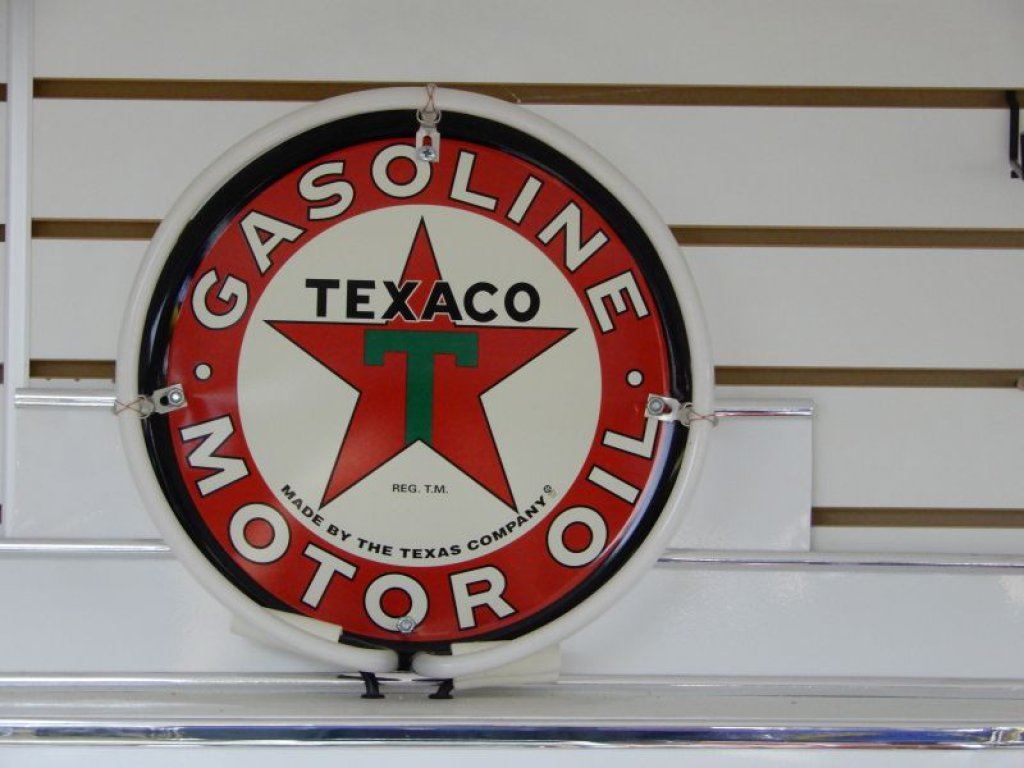 GASOLINE
TEXACO
T
REG. T.M.
MADE BY THE TEXAS COMPANY
MOTOR OIL